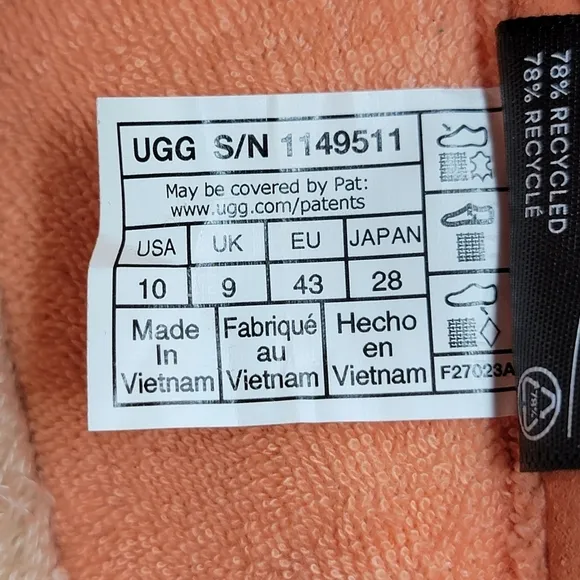 UGG S/N 1149511
May be covered by Pat:
www.ugg.com/patents
USA UK EU JAPAN
10 9 43 28
Made In Vietnam
Fabriqué au Vietnam
Hecho en Vietnam
F27023A
78% RECYCLED
78% RECYCLÉ